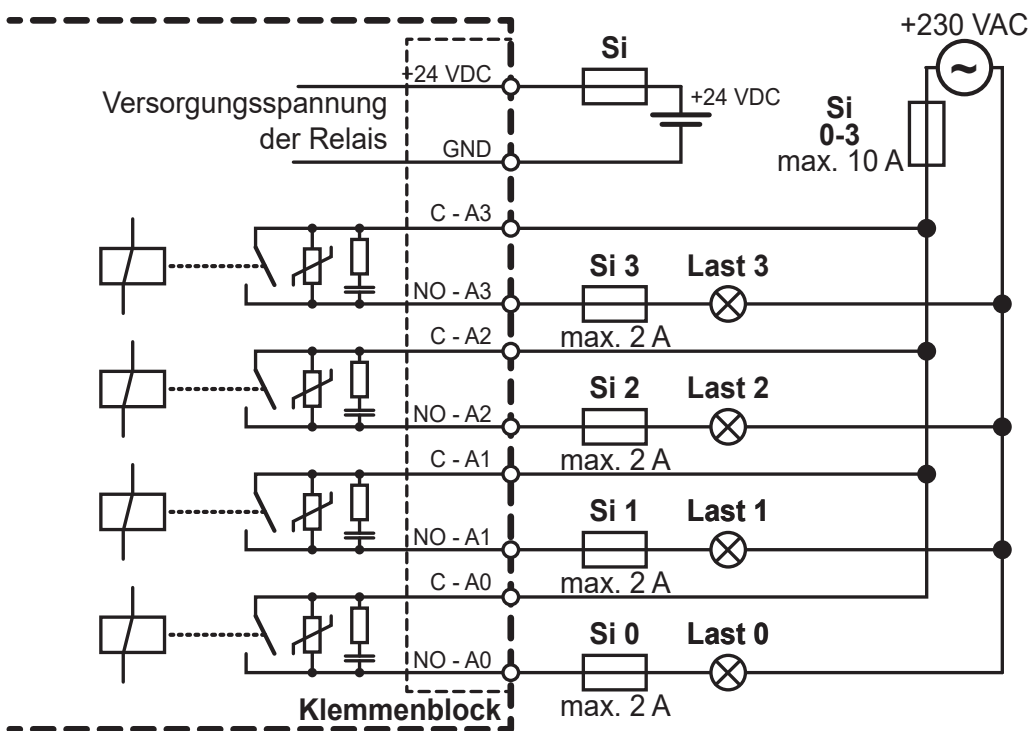 +230 VAC
Si
+24 VDC
+24 VDC
Versorgungsspannung
der Relais
GND
Si
0-3
max. 10 A
C - A3
Si 3
Last 3
NO - A3
max. 2 A
C - A2
Si 2
Last 2
NO - A2
max. 2 A
C - A1
Si 1
Last 1
NO - A1
max. 2 A
C - A0
Si 0
Last 0
NO - A0
max. 2 A
Klemmenblock